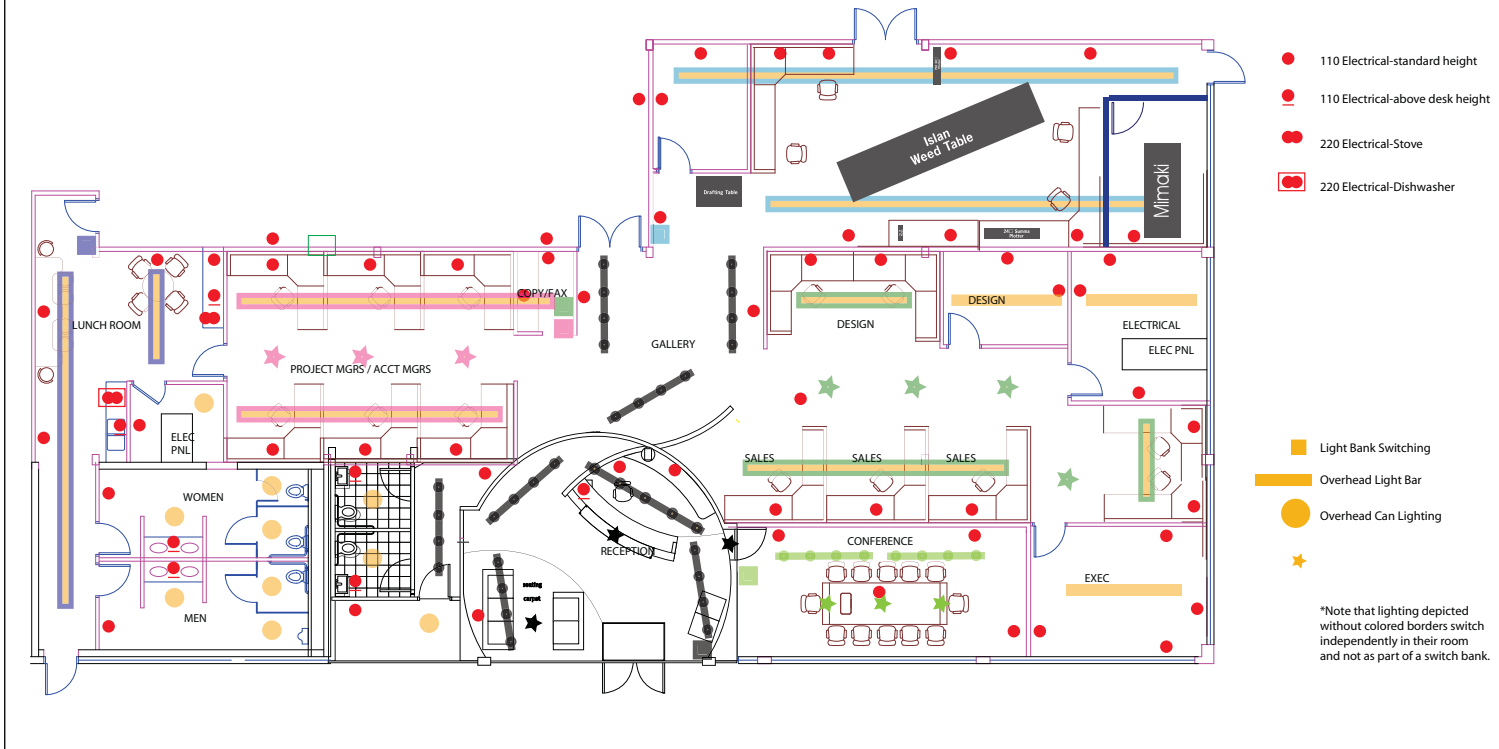 Islan
Weed Table
Drafting Table
Mimaki
Plotter
COPY/FAX
LUNCH ROOM
PROJECT MGRS / ACCT MGRS
GALLERY
DESIGN
DESIGN
ELECTRICAL
ELEC PNL
ELEC
PNL
WOMEN
MEN
SALES
SALES
SALES
RECEPTION
seating
carpet
CONFERENCE
EXEC
110 Electrical-standard height
110 Electrical-above desk height
220 Electrical-Stove
220 Electrical-Dishwasher
Light Bank Switching
Overhead Light Bar
Overhead Can Lighting
*Note that lighting depicted
without colored borders switch
independently in their room
and not as part of a switch bank.